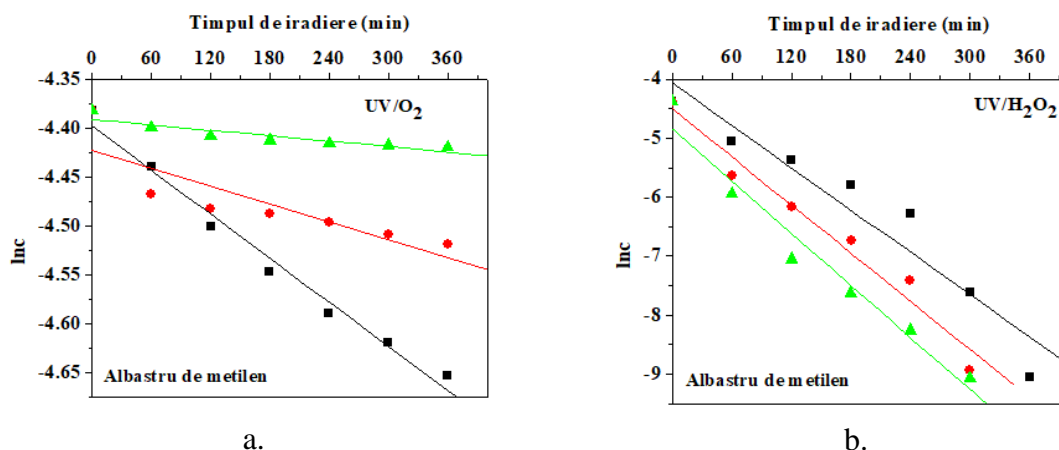 Timpul de iradiere (min)
0 60 120 180 240 300 360
-4.35
-4.40
-4.45
-4.50
-4.55
-4.60
-4.65
lnc
UV/O2
Albastru de metilen
a.
Timpul de iradiere (min)
0 60 120 180 240 300 360
-4
-5
-6
-7
-8
-9
lnc
UV/H2O2
Albastru de metilen
b.